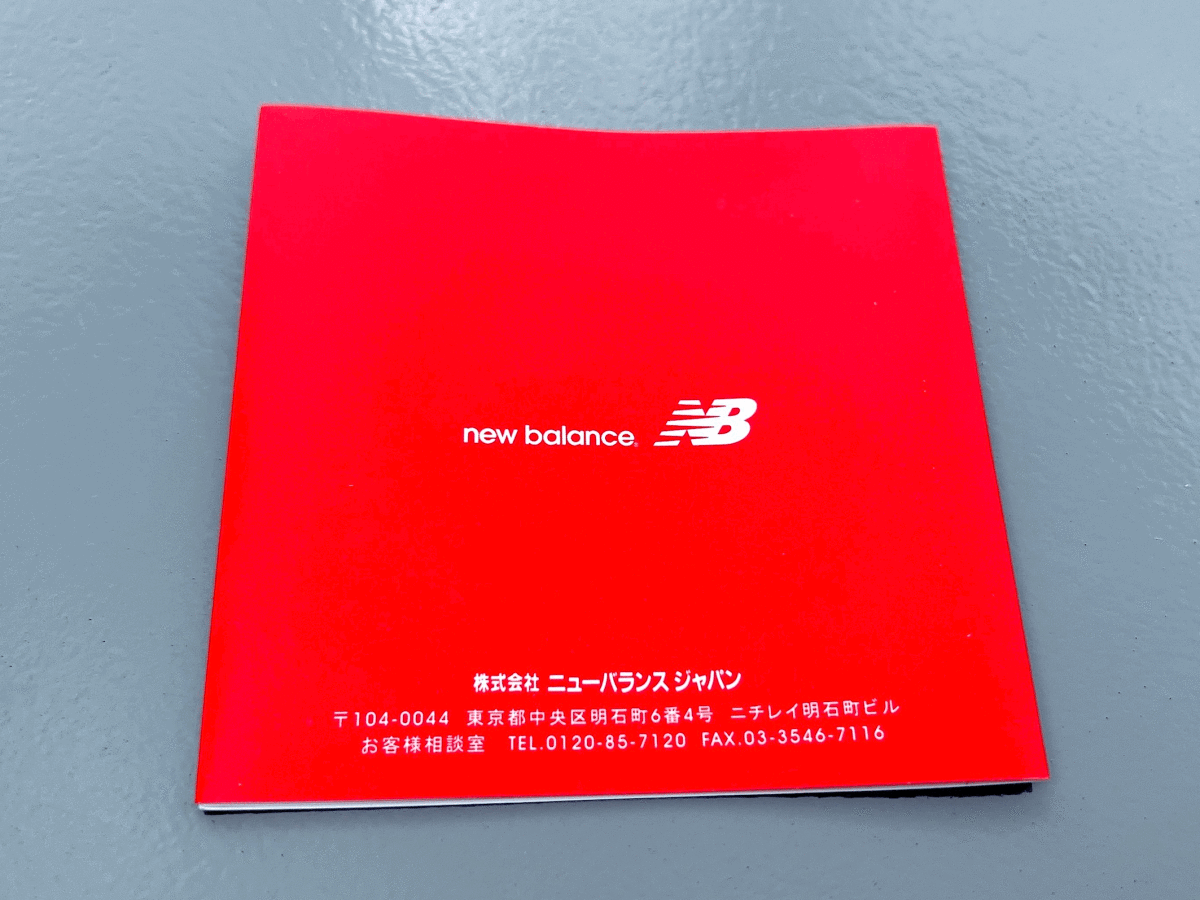 new balance® NB
株式会社 ニューバランス ジャパン
〒104-0044 東京都中央区明石町6番4号 ニチレイ明石町ビル
お客様相談室 TEL.0120-85-7120 FAX.03-3546-7116